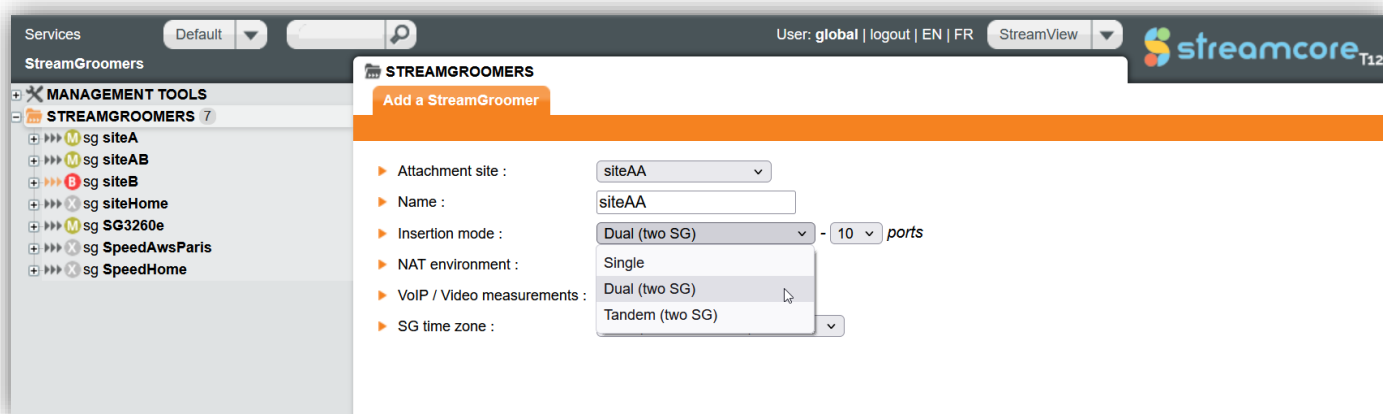 Services Default User: global | logout | EN | FR StreamView streamcore T12
StreamGroomers
STREAMGROOMERS
MANAGEMENT TOOLS
Add a StreamGroomer
STREAMGROOMERS 7
M sg siteA
M sg siteAB
B sg siteB
X sg siteHome
M sg SG3260e
X sg SpeedAwsParis
X sg SpeedHome
Attachment site : siteAA
Name : siteAA
Insertion mode : Dual (two SG) - 10 ports
NAT environment :
Single
VoIP / Video measurements :
Dual (two SG)
Tandem (two SG)
SG time zone :